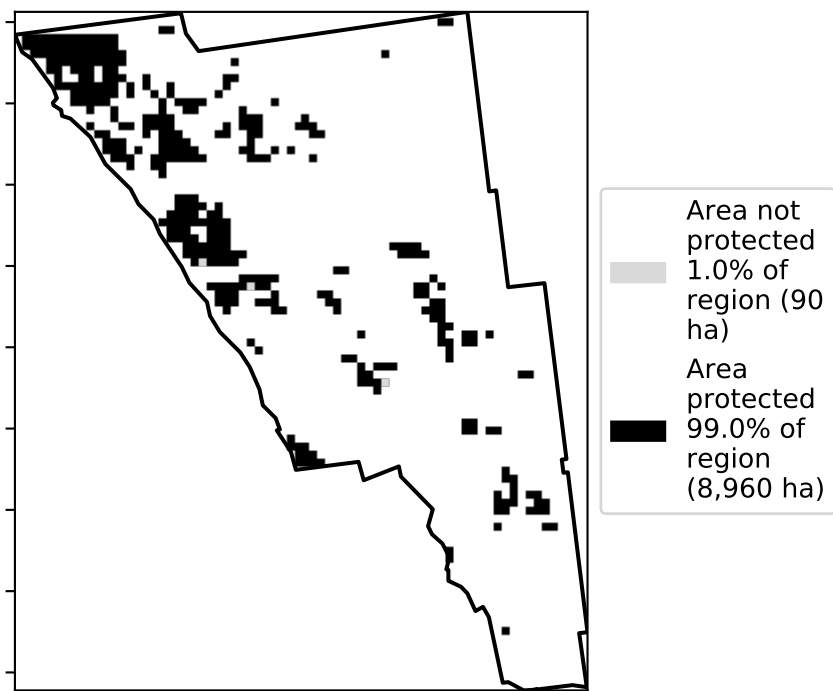 Area not
protected
1.0% of
region (90
ha)
Area
protected
99.0% of
region
(8,960 ha)